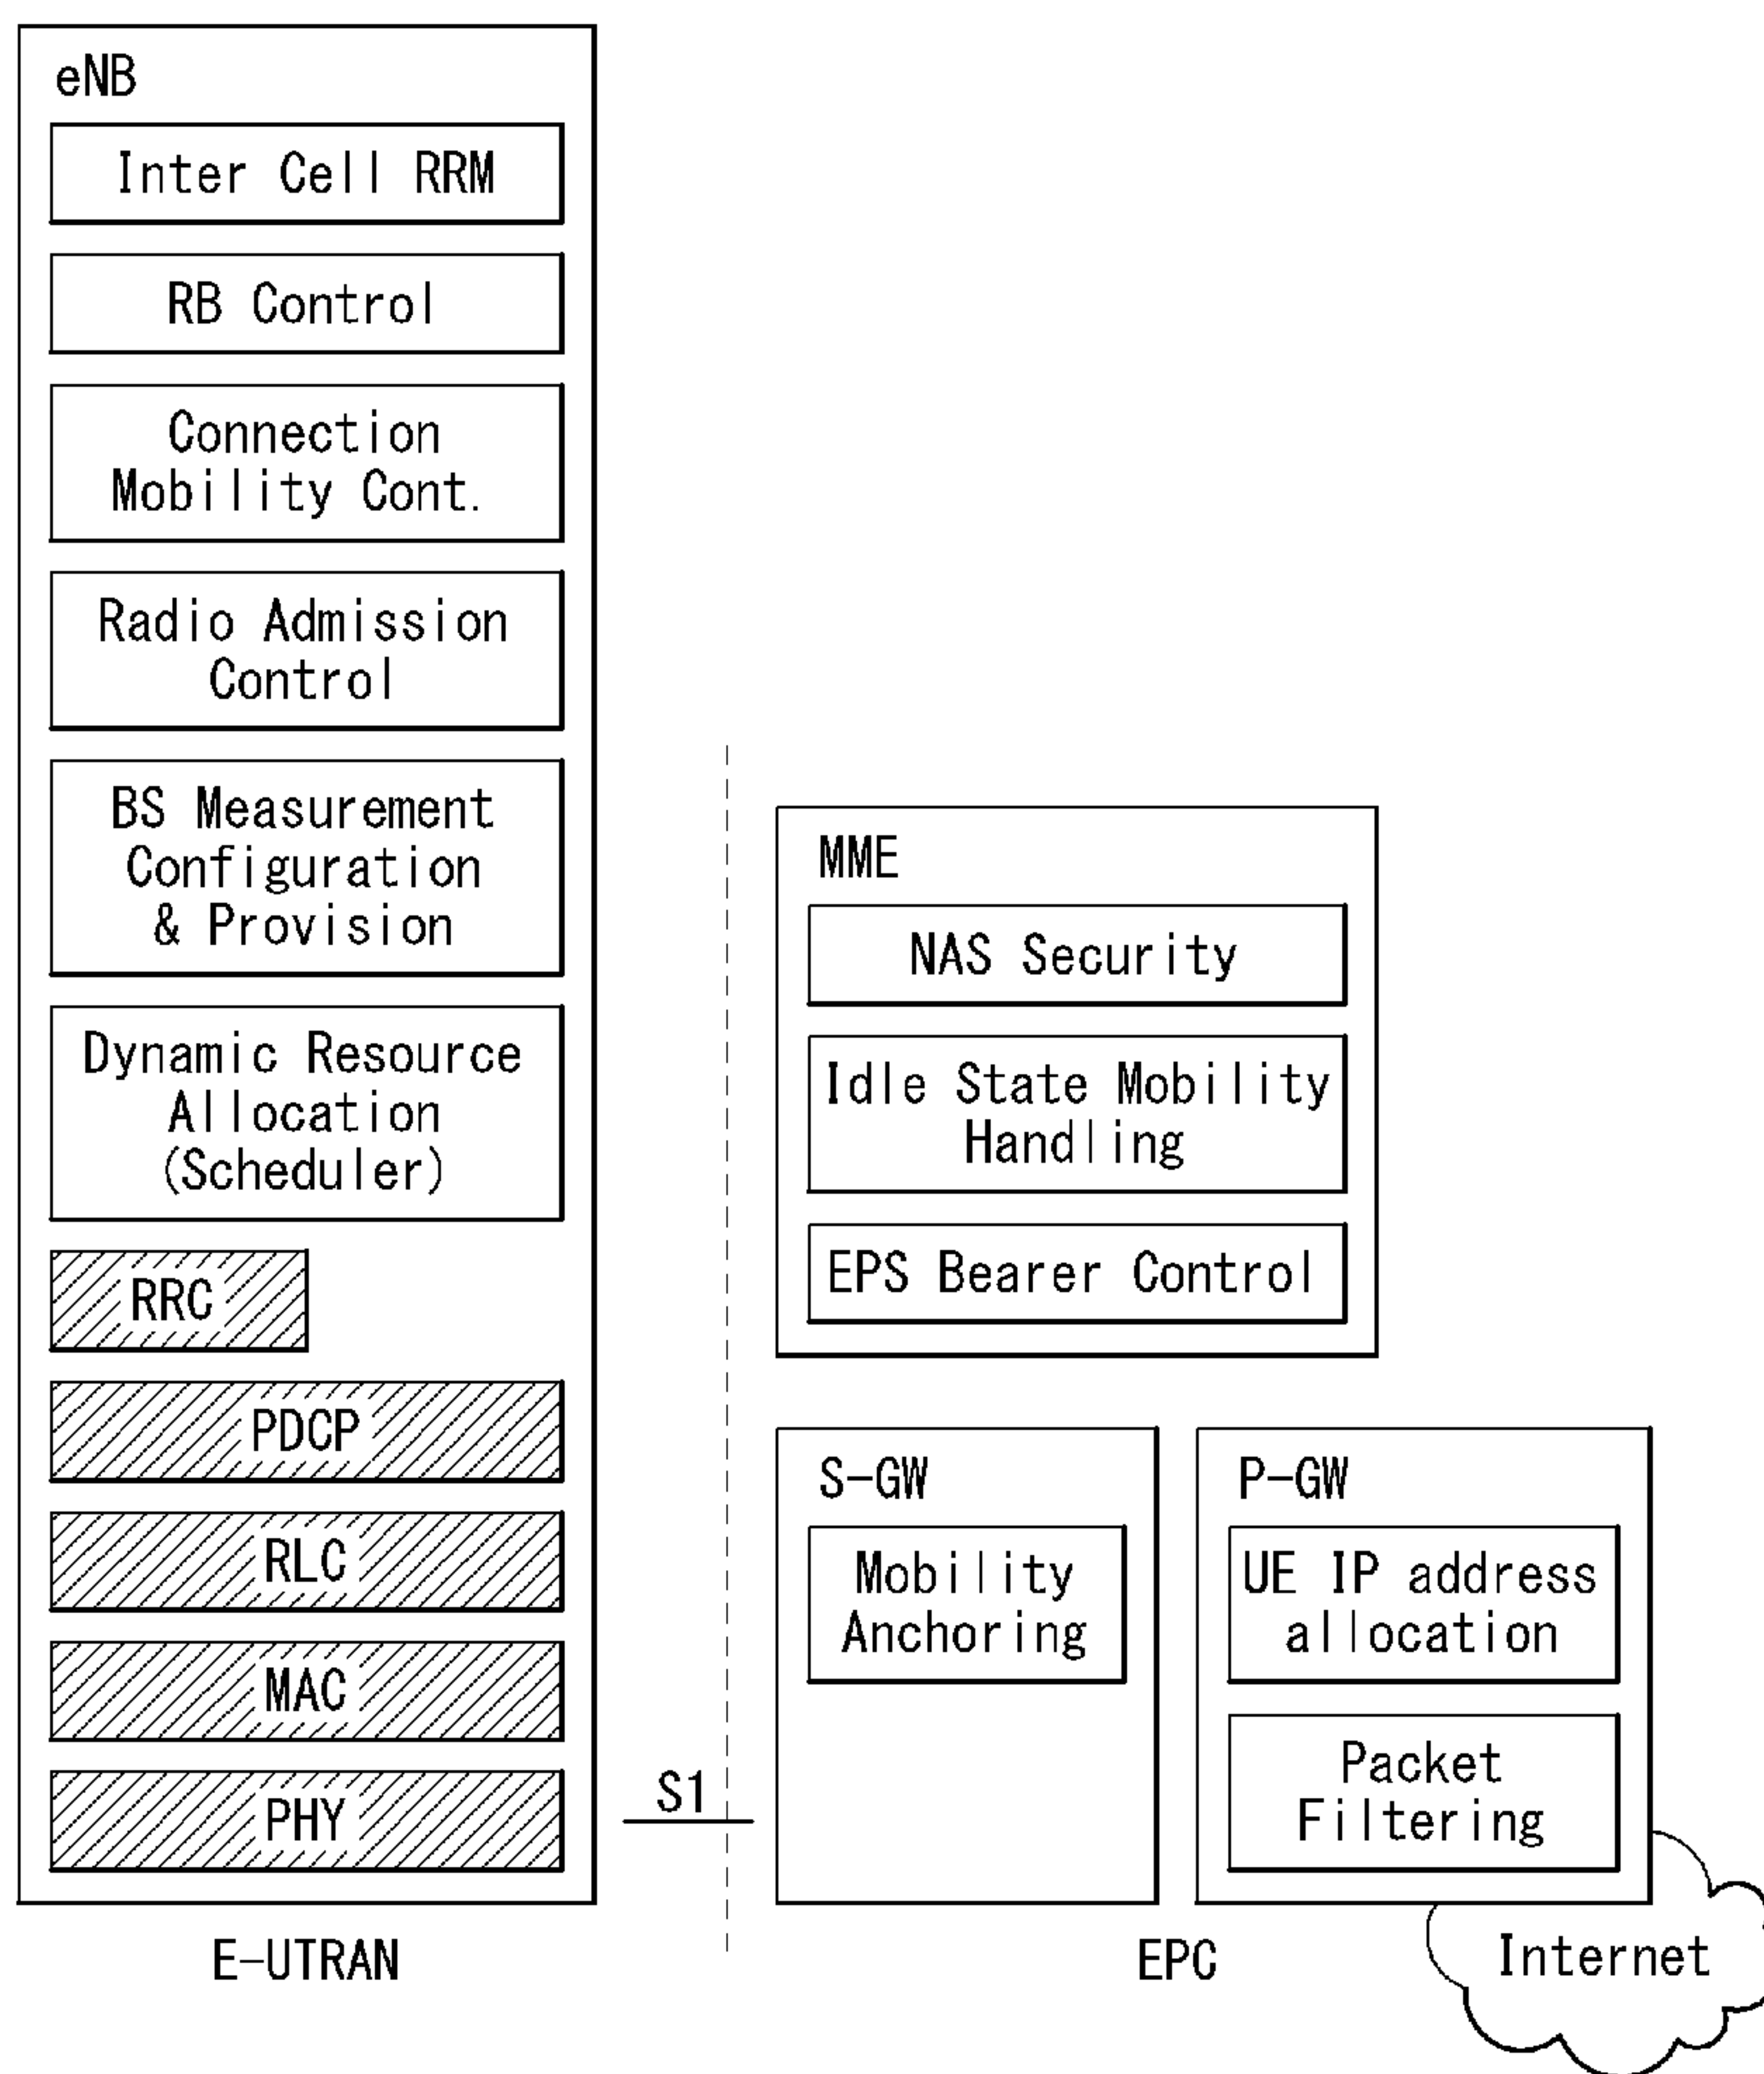 eNB
Inter Cell RRM
RB Control
Connection
Mobility Cont.
Radio Admission
Control
BS Measurement
Configuration
& Provision
Dynamic Resource
Allocation
(Scheduler)
RRC
PDCP
RLC
MAC
PHY
E-UTRAN
S1
MME
NAS Security
Idle State Mobility
Handling
EPS Bearer Control
S-GW
Mobility
Anchoring
P-GW
UE IP address
allocation
Packet
Filtering
EPC
Internet